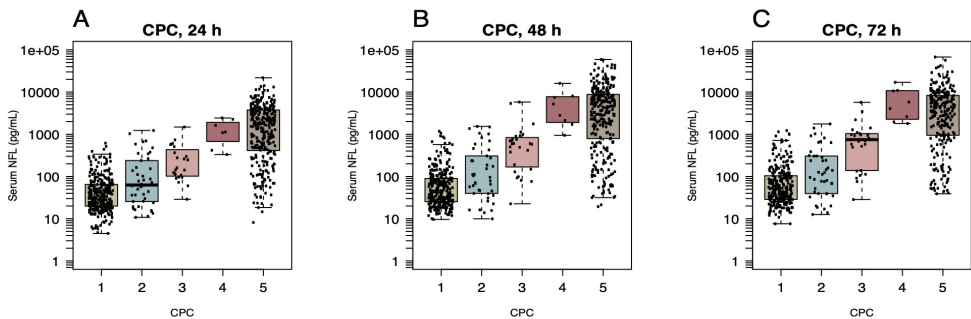 A
CPC, 24 h
Serum NFL (pg/mL)
1e+05
10000
1000
100
10
1
1 2 3 4 5
CPC
B
CPC, 48 h
Serum NFL (pg/mL)
1e+05
10000
1000
100
10
1
1 2 3 4 5
CPC
C
CPC, 72 h
Serum NFL (pg/mL)
1e+05
10000
1000
100
10
1
1 2 3 4 5
CPC